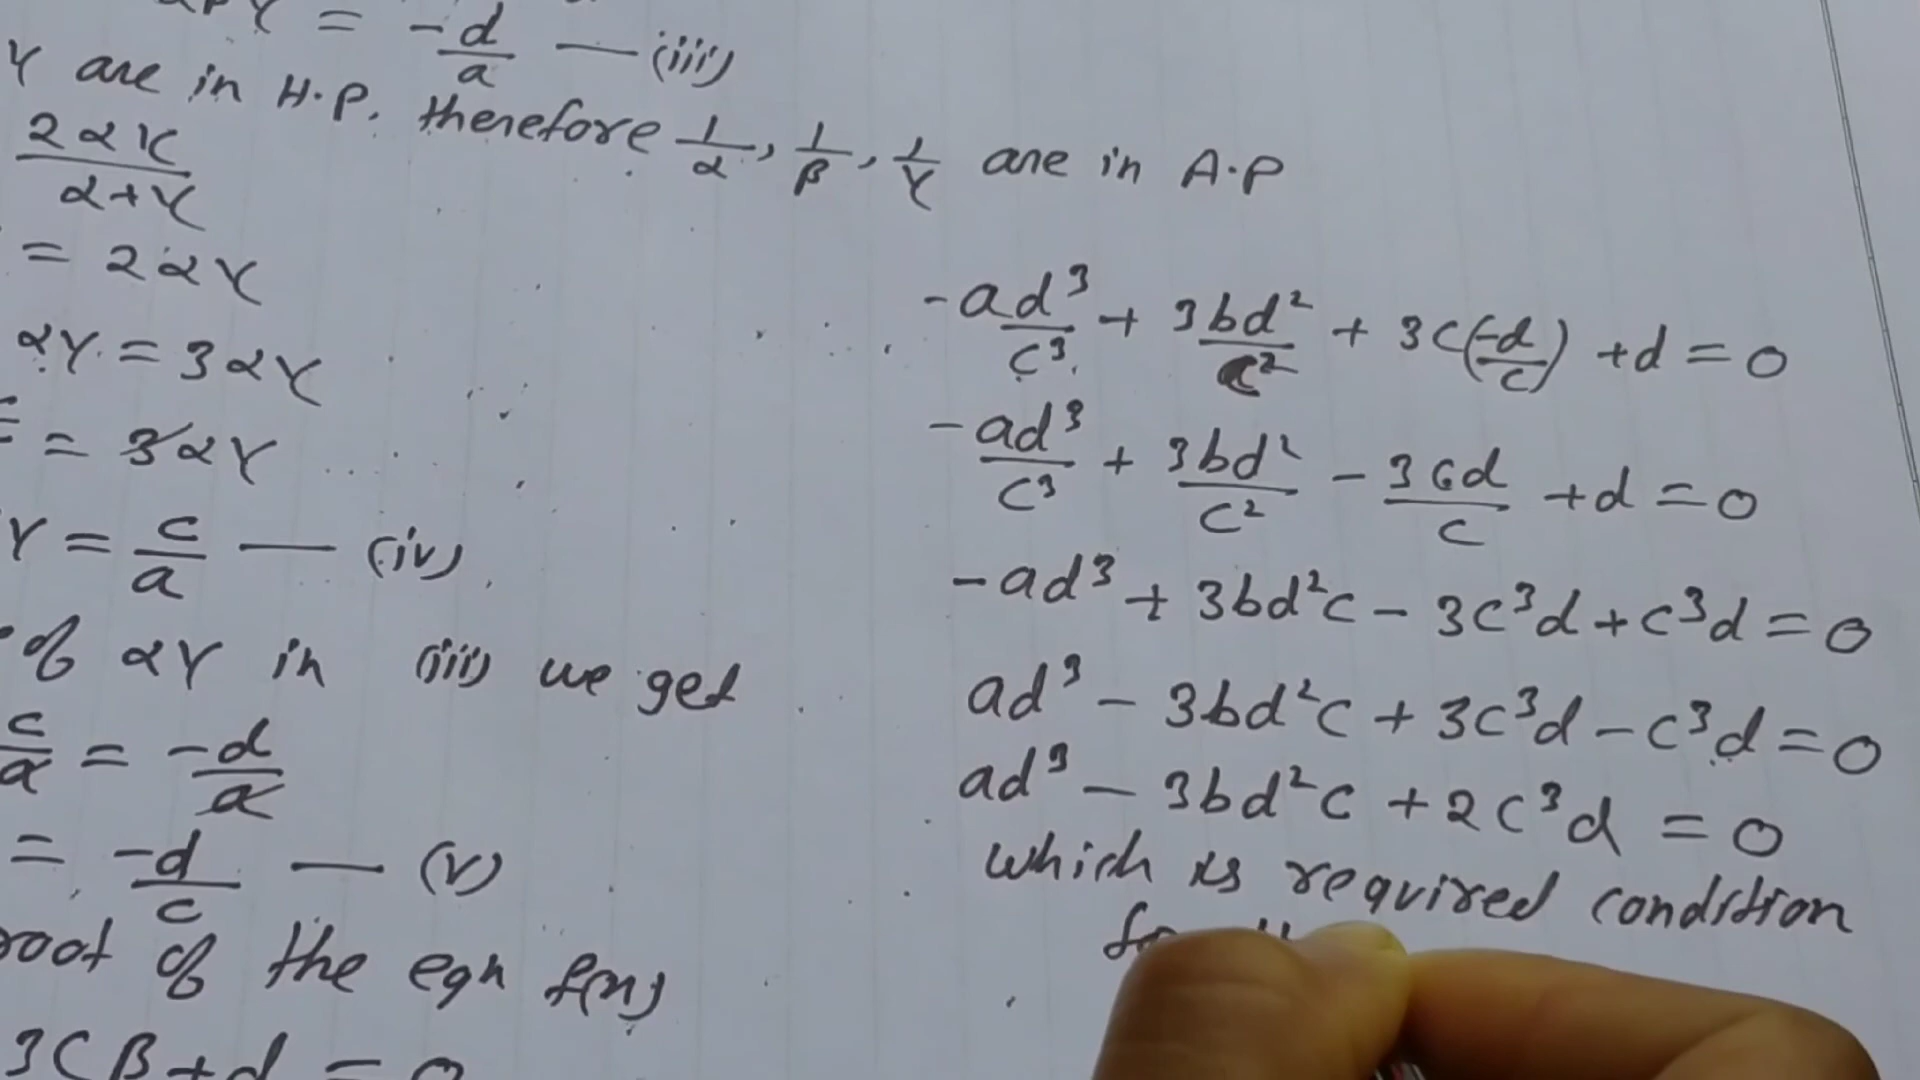 γ = -d/a — (iii)
γ are in H.P. therefore 1/α, 1/β, 1/γ are in A.P
2αγ/α+γ
= 2αγ
αγ = 3αγ
= 3αγ
γ = c/a — (iv)
of αγ in (iii) we get
c/a = -d/a
= -d/c — (v)
root of the eqn f(x)
3cβ+d = 0
-ad³/c³ + 3bd²/c² + 3c(-d/c) +d = 0
-ad³/c³ + 3bd²/c² - 3cd/c +d = 0
-ad³ + 3bd²c - 3c³d + c³d = 0
ad³ - 3bd²c + 3c³d - c³d = 0
ad³ - 3bd²c + 2c³d = 0
which is required condition